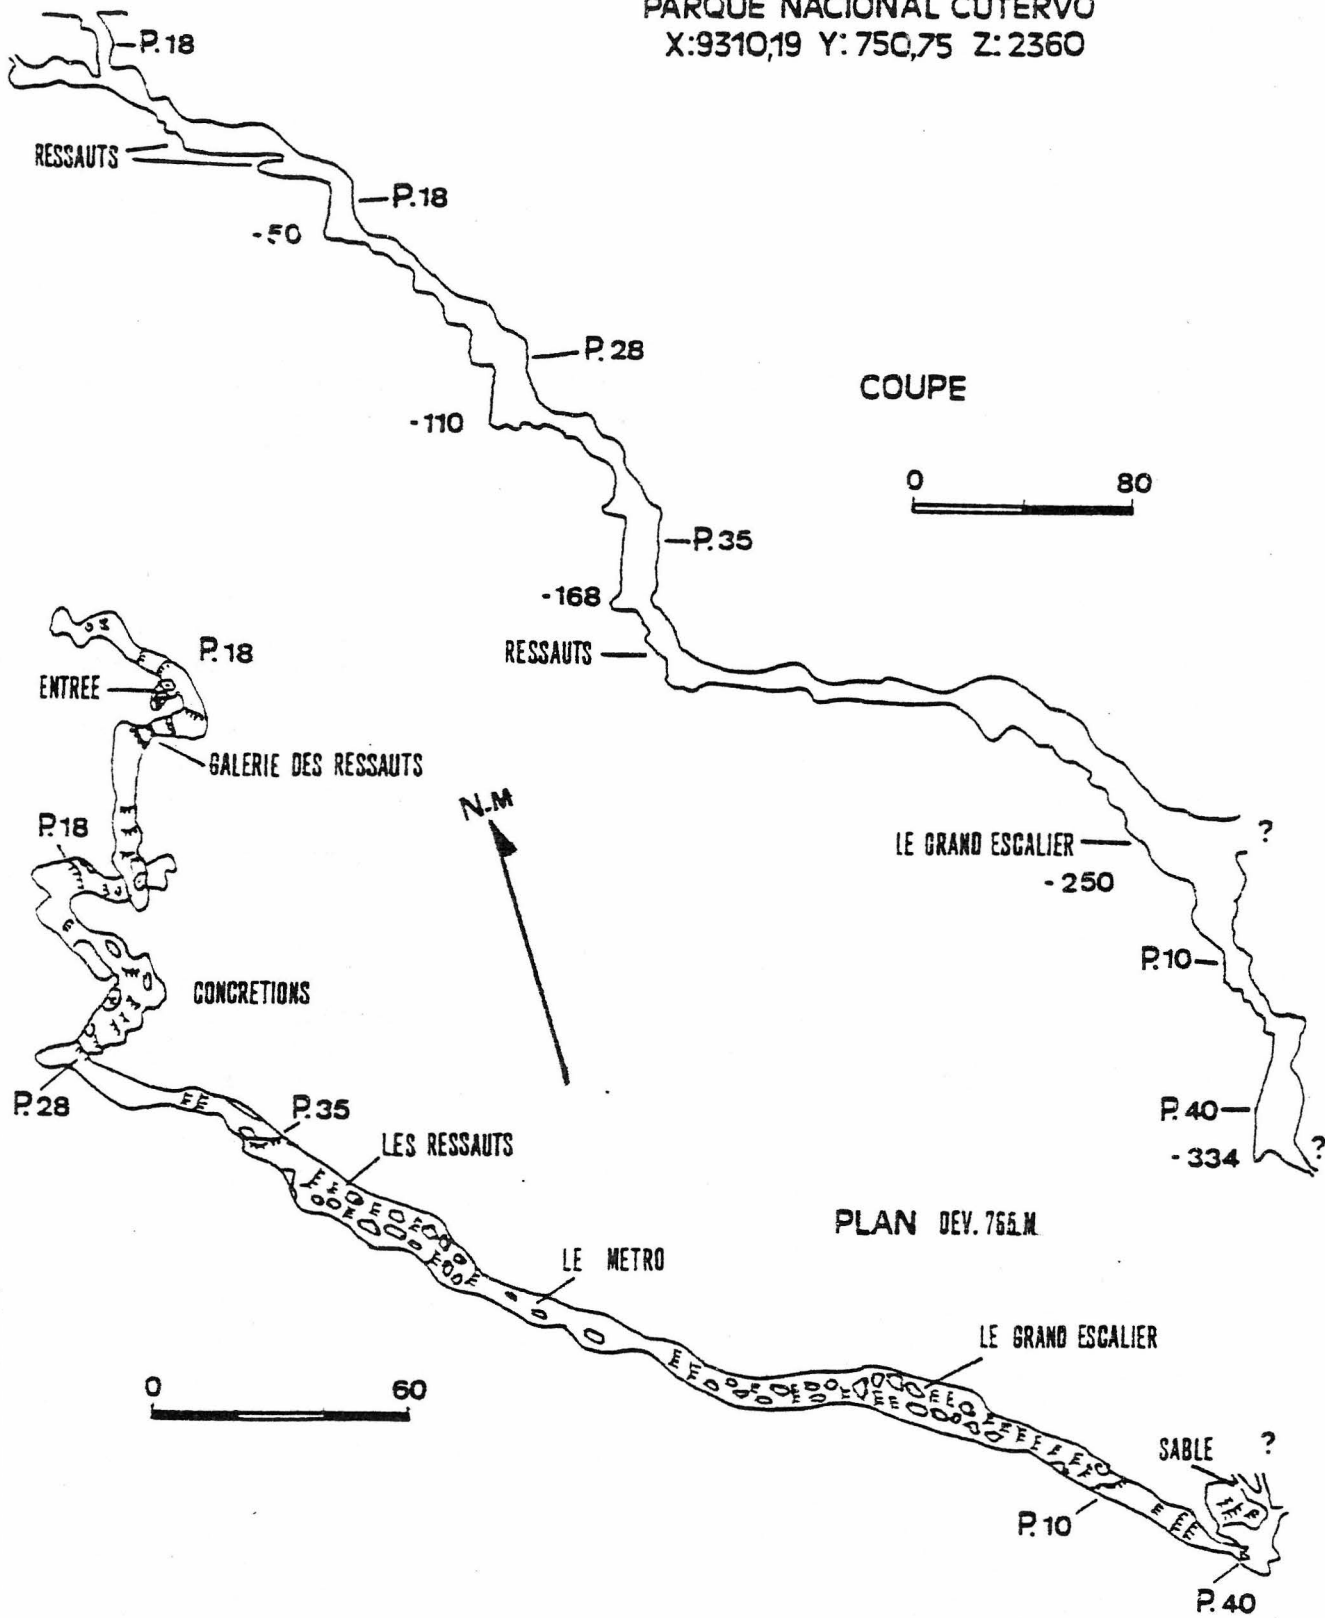 PARQUE NACIONAL CUTERVO
X:9310,19 Y: 750,75 Z: 2360
P.18
RESSAUTS
P.18
-50
P.28
COUPE
-110
0 80
P.35
-168
RESSAUTS
P.18
ENTREE
GALERIE DES RESSAUTS
N.M
P.18
?
LE GRAND ESCALIER
-250
P.10
CONCRETIONS
P.28
P.35
P.40
LES RESSAUTS
-334
?
PLAN DEV. 765.M
LE METRO
LE GRAND ESCALIER
0 60
SABLE
?
P.10
P.40